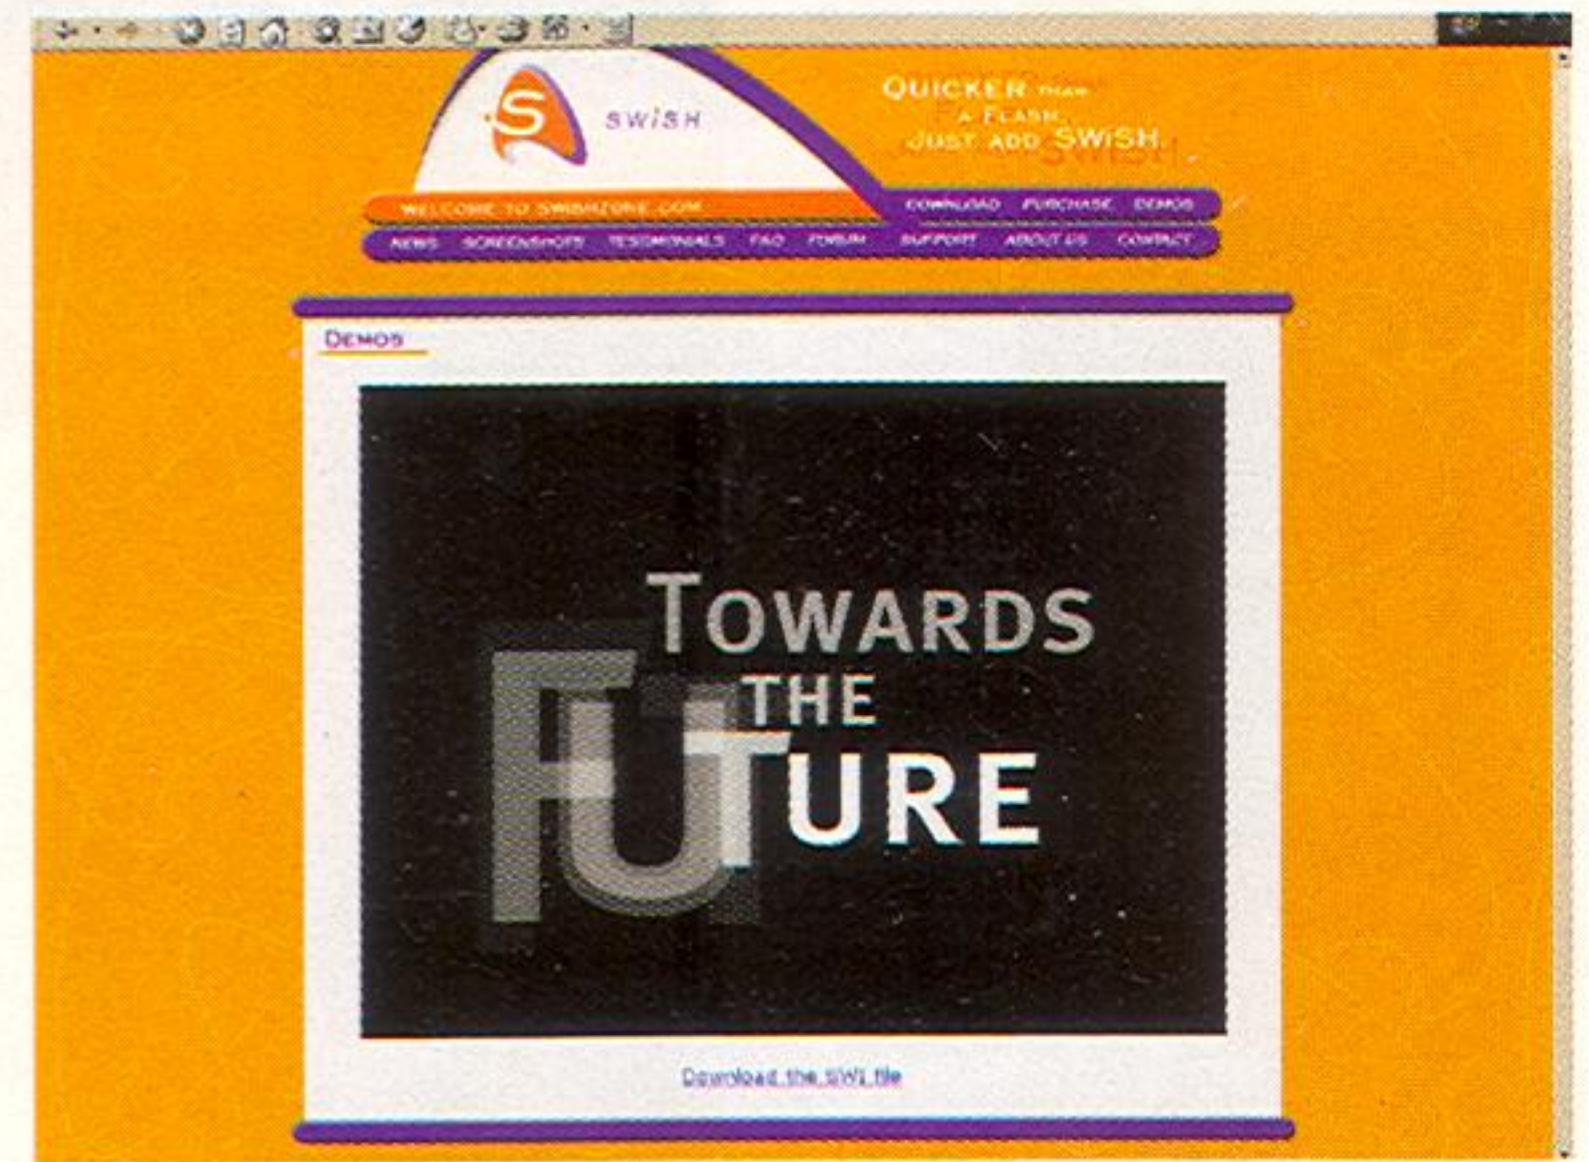 S
SWiSH
QUICKER THAN
A FLASH.
JUST ADD SWiSH.
WELCOME TO SWISHZONE.COM
DOWNLOAD PURCHASE DEMOS
NEWS SCREENSHOTS TESTIMONIALS FAQ FORUM SUPPORT ABOUT US CONTACT
DEMOS
TOWARDS
THE
FUTURE
Download the SWI file